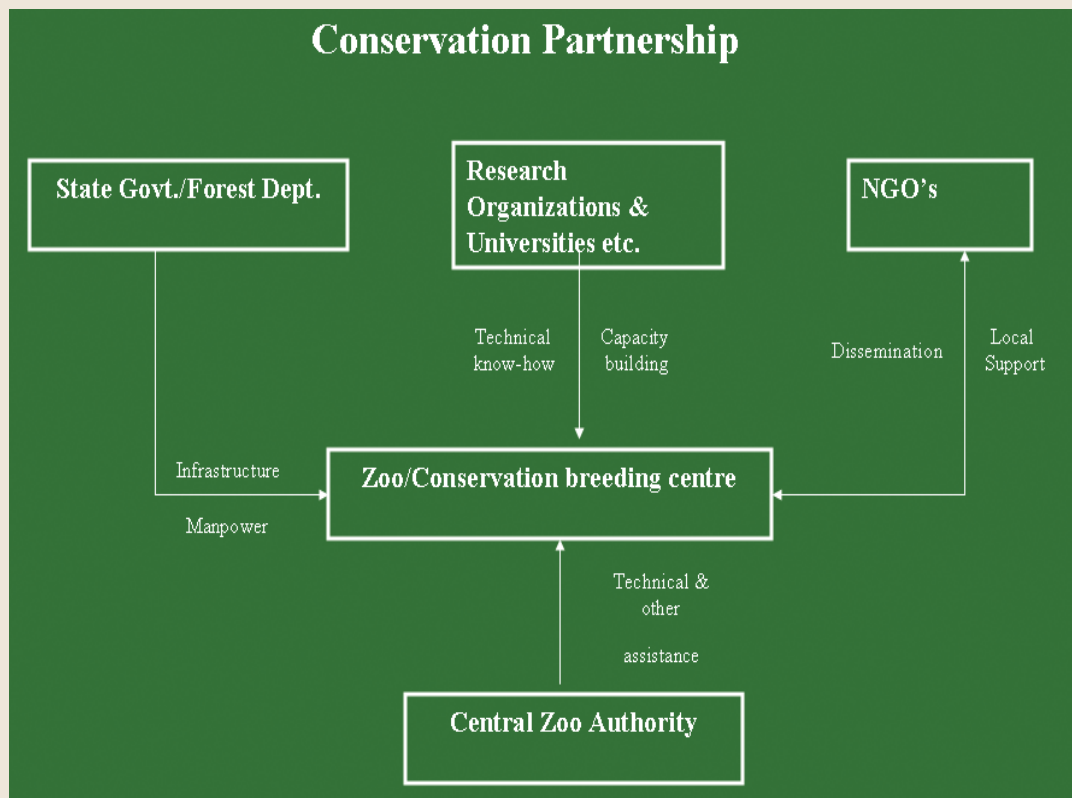 Conservation Partnership
State Govt./Forest Dept.
Research
Organizations &
Universities etc.
NGO's
Technical
know-how
Capacity
building
Dissemination
Local
Support
Infrastructure
Manpower
Zoo/Conservation breeding centre
Technical &
other
assistance
Central Zoo Authority